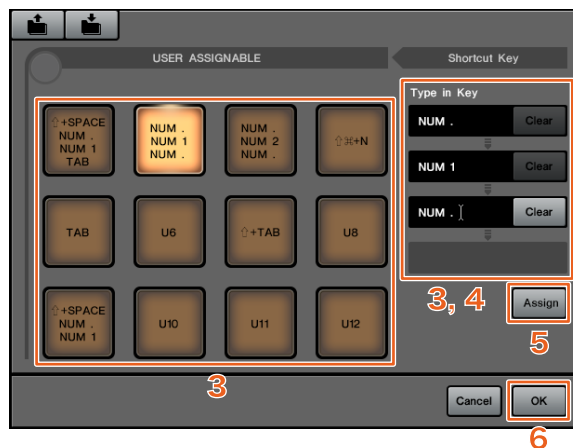 USER ASSIGNABLE
Shortcut Key
Type in Key
⇧+SPACE
NUM .
NUM 1
TAB
NUM .
NUM 1
NUM .
NUM .
NUM 2
NUM .
⇧⌘+N
NUM .
Clear
NUM 1
Clear
NUM .
Clear
TAB
U6
⇧+TAB
U8
⇧+SPACE
NUM .
NUM 1
U10
U11
U12
3, 4
Assign
5
3
Cancel
OK
6